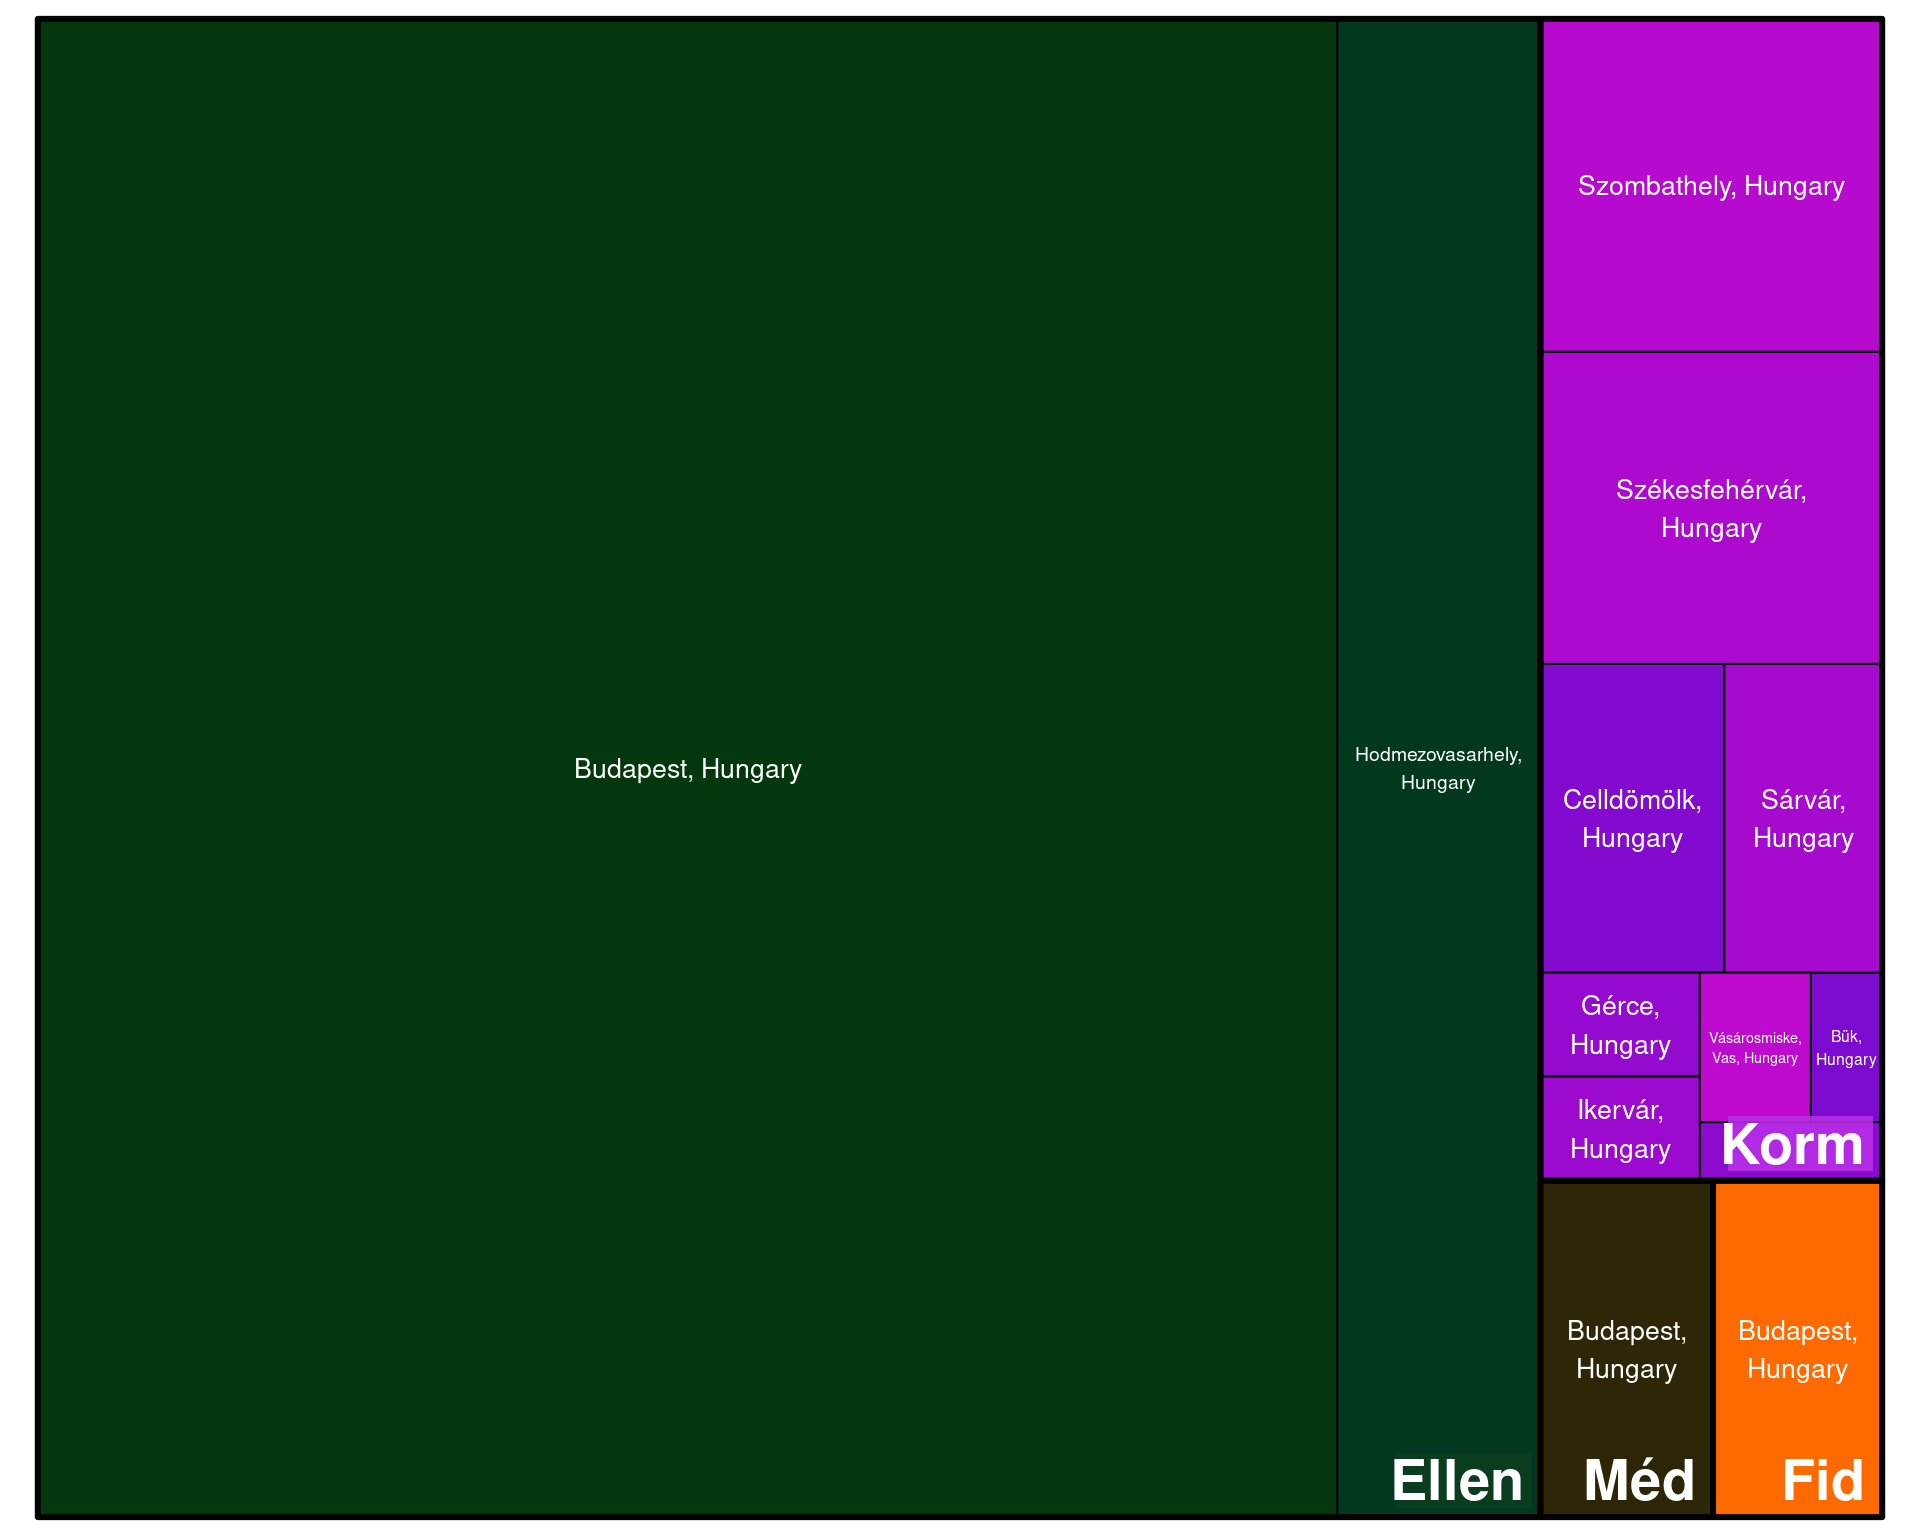 Budapest, Hungary
Hodmezovasarhely,
Hungary
Ellen
Szombathely, Hungary
Székesfehérvár,
Hungary
Celldömölk,
Hungary
Sárvár,
Hungary
Gérce,
Hungary
Ikervár,
Hungary
Vásárosmiske,
Vas, Hungary
Bük,
Hungary
Korm
Budapest,
Hungary
Méd
Budapest,
Hungary
Fid